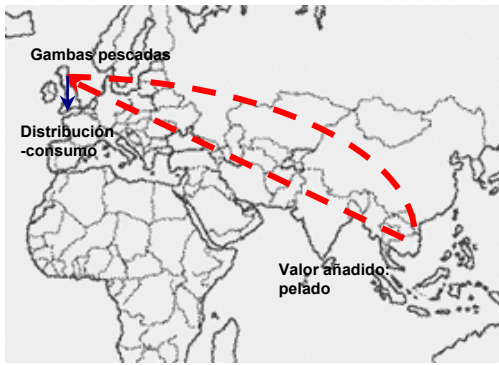 Gambas pescadas
Distribución
-consumo
Valor añadido:
pelado